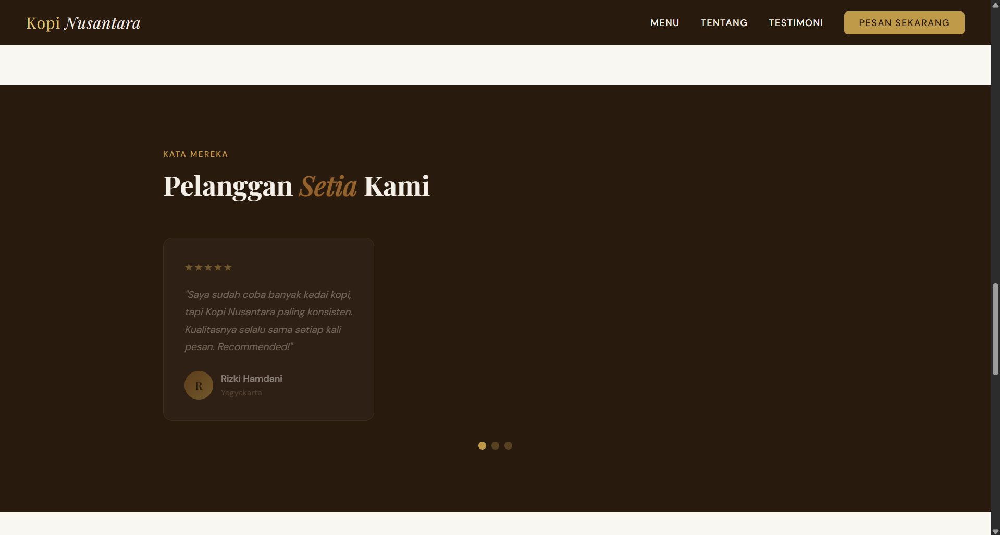 Kopi Nusantara
MENU
TENTANG
TESTIMONI
PESAN SEKARANG
KATA MEREKA
Pelanggan Setia Kami
★★★★★
"Saya sudah coba banyak kedai kopi,
tapi Kopi Nusantara paling konsisten.
Kualitasnya selalu sama setiap kali
pesan. Recommended!"
R
Rizki Hamdani
Yogyakarta